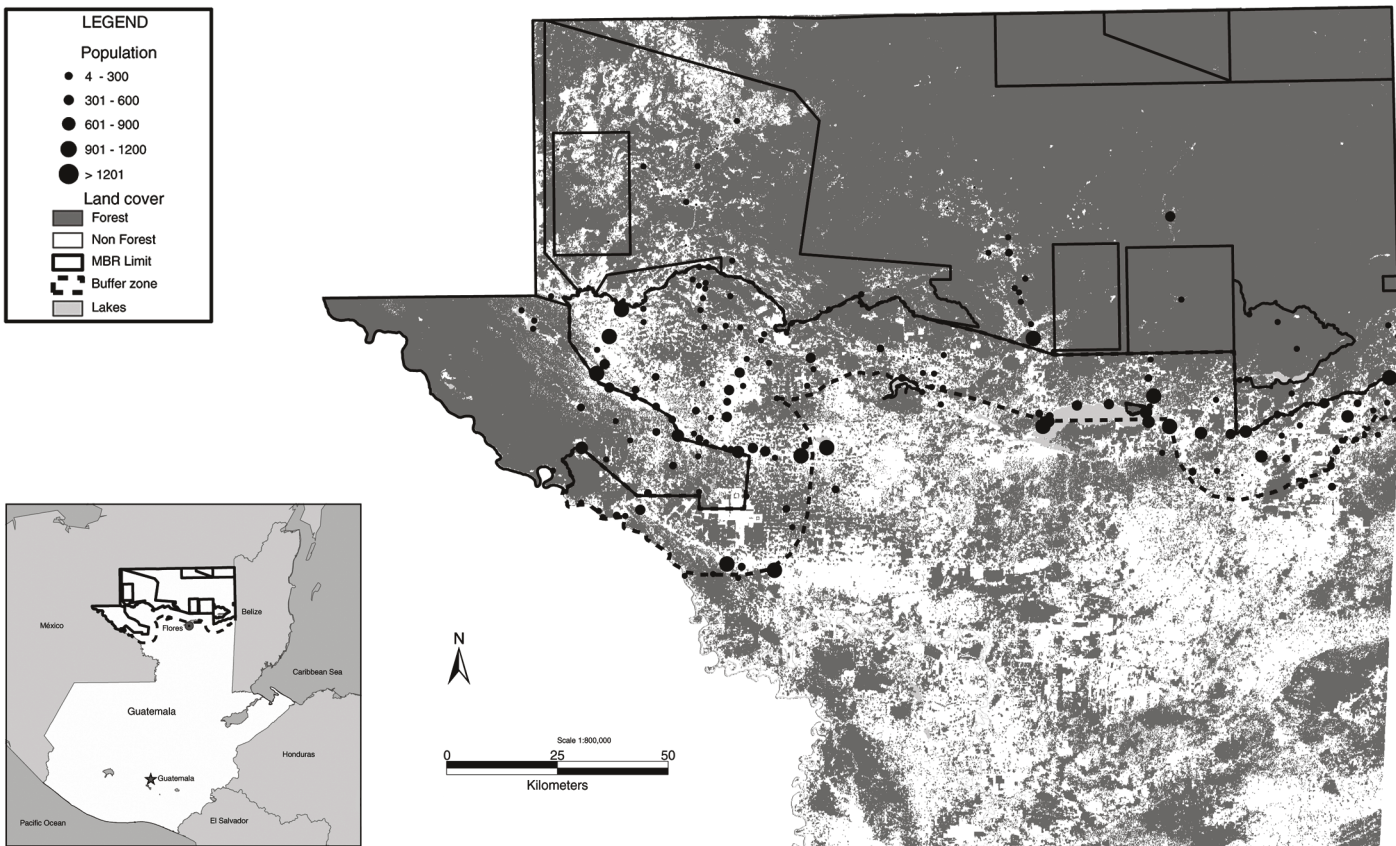 LEGEND
Population
4 - 300
301 - 600
601 - 900
901 - 1200
> 1201
Land cover
Forest
Non Forest
MBR Limit
Buffer zone
Lakes
N
Scale 1:800,000
0 25 50
Kilometers
México
Flores
Belize
Caribbean Sea
Guatemala
Honduras
Guatemala
El Salvador
Pacific Ocean